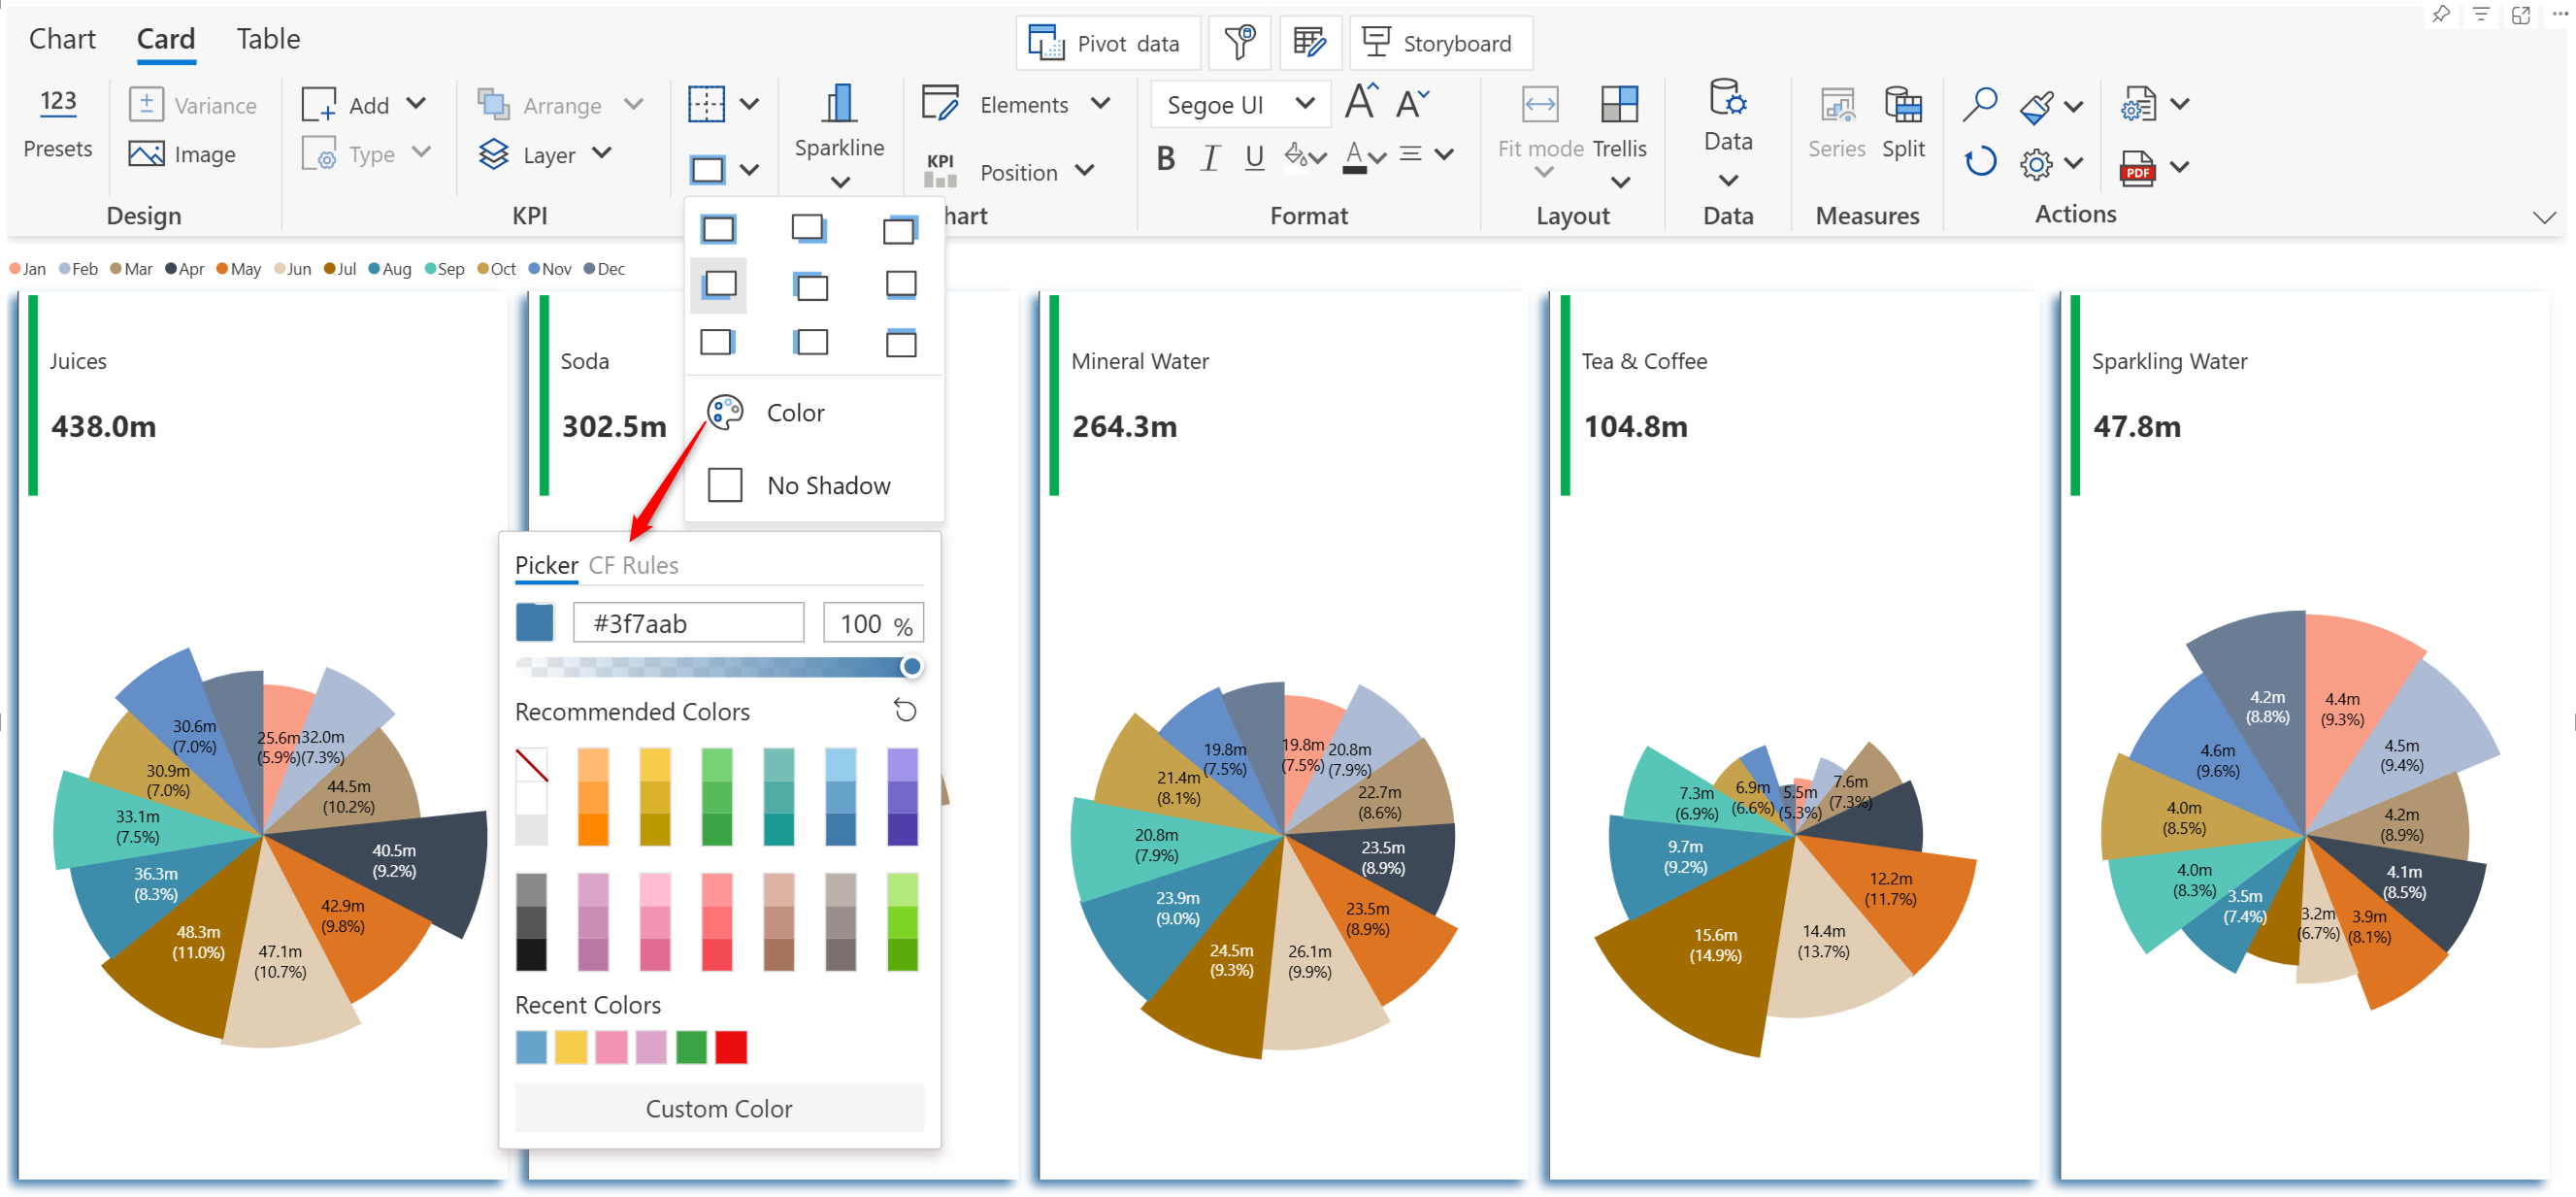 Chart Card Table
Pivot data
Storyboard
123
Presets
Variance
Image
Design
Add
Type
Arrange
Layer
KPI
Sparkline
Elements
KPI
Position
hart
Segoe UI
A A
B I U A
Format
Fit mode
Trellis
Layout
Data
Data
Series
Split
Measures
PDF
Actions
Jan Feb Mar Apr May Jun Jul Aug Sep Oct Nov Dec
Juices
438.0m
25.6m
(5.9%)
32.0m
(7.3%)
44.5m
(10.2%)
40.5m
(9.2%)
42.9m
(9.8%)
47.1m
(10.7%)
48.3m
(11.0%)
36.3m
(8.3%)
33.1m
(7.5%)
30.9m
(7.0%)
30.6m
(7.0%)
Soda
302.5m
Color
No Shadow
Picker CF Rules
#3f7aab
100 %
Recommended Colors
Recent Colors
Custom Color
Mineral Water
264.3m
19.8m
(7.5%)
20.8m
(7.9%)
22.7m
(8.6%)
23.5m
(8.9%)
23.5m
(8.9%)
26.1m
(9.9%)
24.5m
(9.3%)
23.9m
(9.0%)
20.8m
(7.9%)
21.4m
(8.1%)
19.8m
(7.5%)
Tea & Coffee
104.8m
5.5m
(5.3%)
7.6m
(7.3%)
12.2m
(11.7%)
14.4m
(13.7%)
15.6m
(14.9%)
9.7m
(9.2%)
7.3m
(6.9%)
6.9m
(6.6%)
Sparkling Water
47.8m
4.4m
(9.3%)
4.5m
(9.4%)
4.2m
(8.9%)
4.1m
(8.5%)
3.9m
(8.1%)
3.2m
(6.7%)
3.5m
(7.4%)
4.0m
(8.3%)
4.0m
(8.5%)
4.6m
(9.6%)
4.2m
(8.8%)